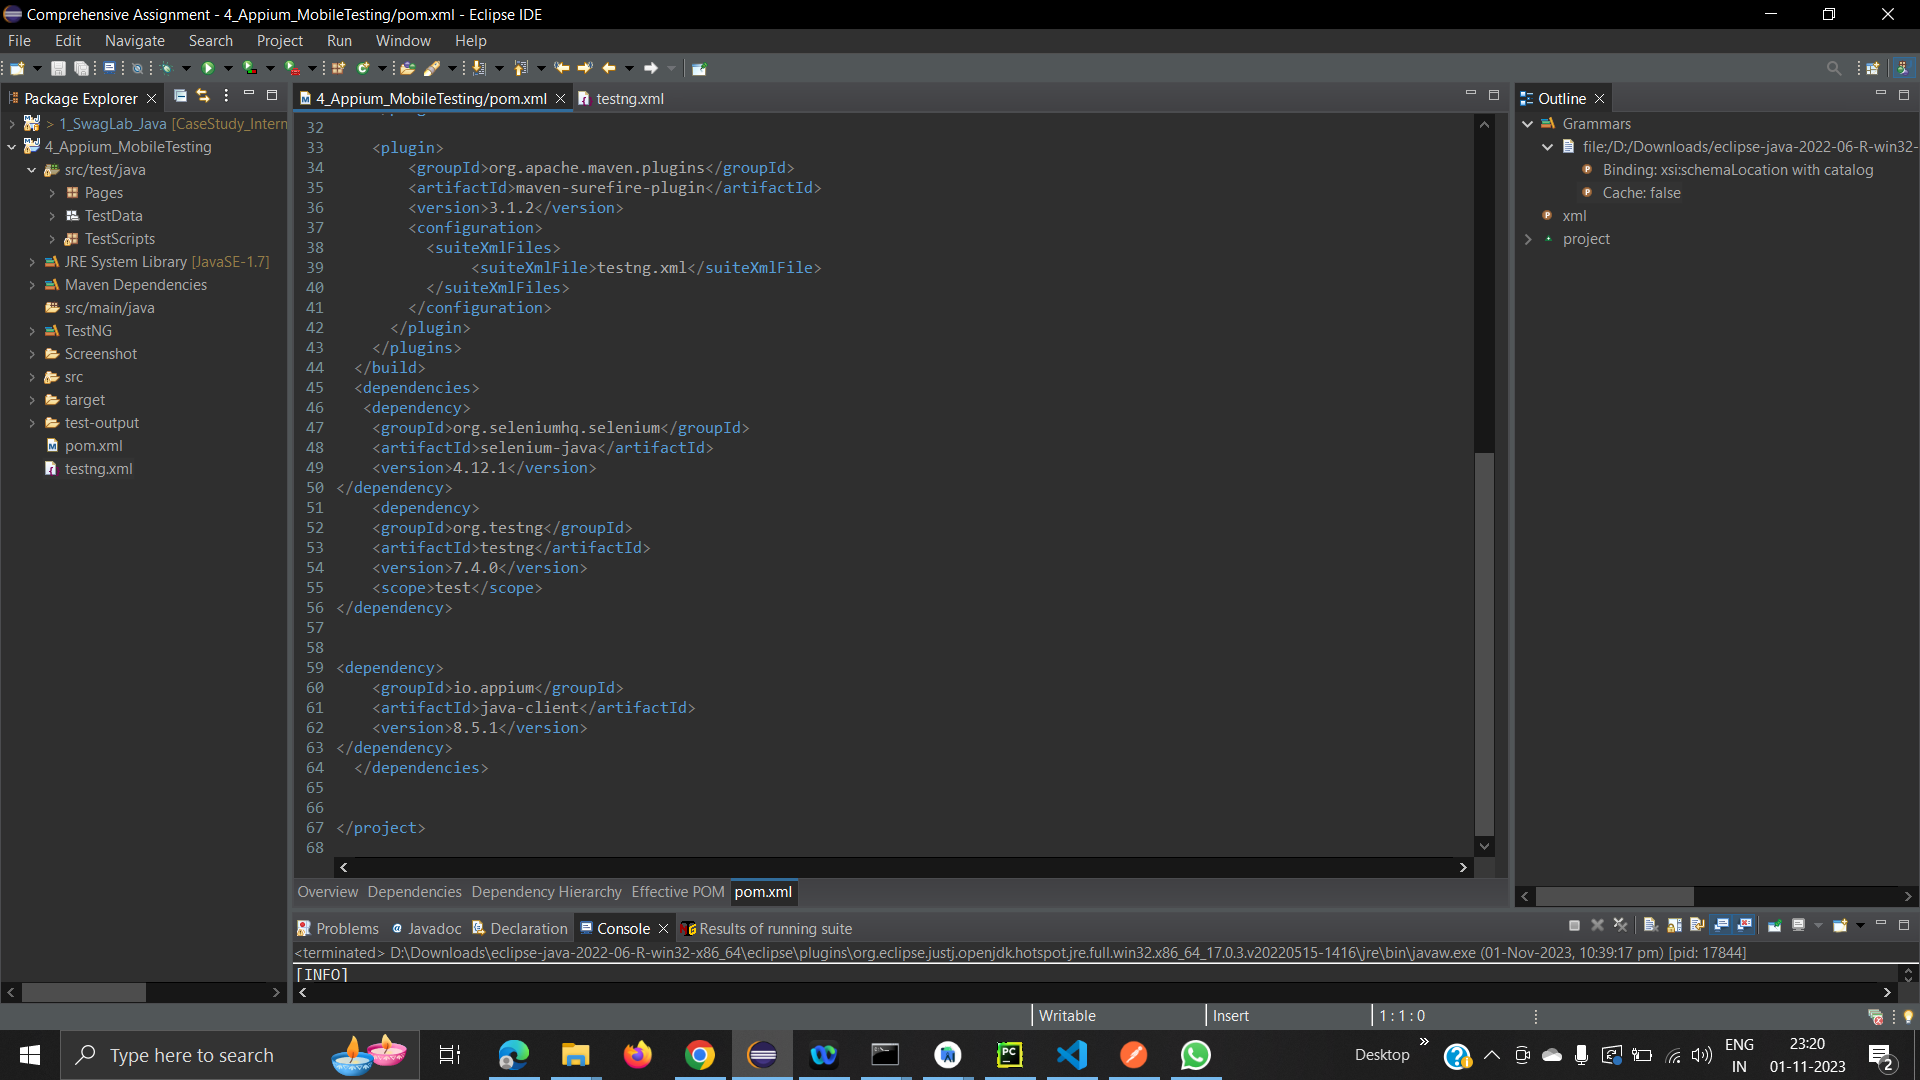 Comprehensive Assignment - 4_Appium_MobileTesting/pom.xml - Eclipse IDE
File Edit Navigate Search Project Run Window Help
Package Explorer
> 1_SwagLab_Java [CaseStudy_Intern
4_Appium_MobileTesting
src/test/java
Pages
TestData
TestScripts
JRE System Library [JavaSE-1.7]
Maven Dependencies
src/main/java
TestNG
Screenshot
src
target
test-output
pom.xml
testng.xml
4_Appium_MobileTesting/pom.xml
testng.xml
32
33 <plugin>
34 <groupId>org.apache.maven.plugins</groupId>
35 <artifactId>maven-surefire-plugin</artifactId>
36 <version>3.1.2</version>
37 <configuration>
38 <suiteXmlFiles>
39 <suiteXmlFile>testng.xml</suiteXmlFile>
40 </suiteXmlFiles>
41 </configuration>
42 </plugin>
43 </plugins>
44 </build>
45 <dependencies>
46 <dependency>
47 <groupId>org.seleniumhq.selenium</groupId>
48 <artifactId>selenium-java</artifactId>
49 <version>4.12.1</version>
50 </dependency>
51 <dependency>
52 <groupId>org.testng</groupId>
53 <artifactId>testng</artifactId>
54 <version>7.4.0</version>
55 <scope>test</scope>
56 </dependency>
57
58
59 <dependency>
60 <groupId>io.appium</groupId>
61 <artifactId>java-client</artifactId>
62 <version>8.5.1</version>
63 </dependency>
64 </dependencies>
65
66
67 </project>
68
Overview Dependencies Dependency Hierarchy Effective POM pom.xml
Outline
Grammars
file:/D:/Downloads/eclipse-java-2022-06-R-win32-
Binding: xsi:schemaLocation with catalog
Cache: false
xml
project
Problems Javadoc Declaration Console Results of running suite
<terminated> D:\Downloads\eclipse-java-2022-06-R-win32-x86_64\eclipse\plugins\org.eclipse.justj.openjdk.hotspot.jre.full.win32.x86_64_17.0.3.v20220515-1416\jre\bin\javaw.exe (01-Nov-2023, 10:39:17 pm) [pid: 17844]
[INFO]
Writable Insert 1 : 1 : 0
Type here to search
PC
Desktop
ENG
IN
23:20
01-11-2023
2